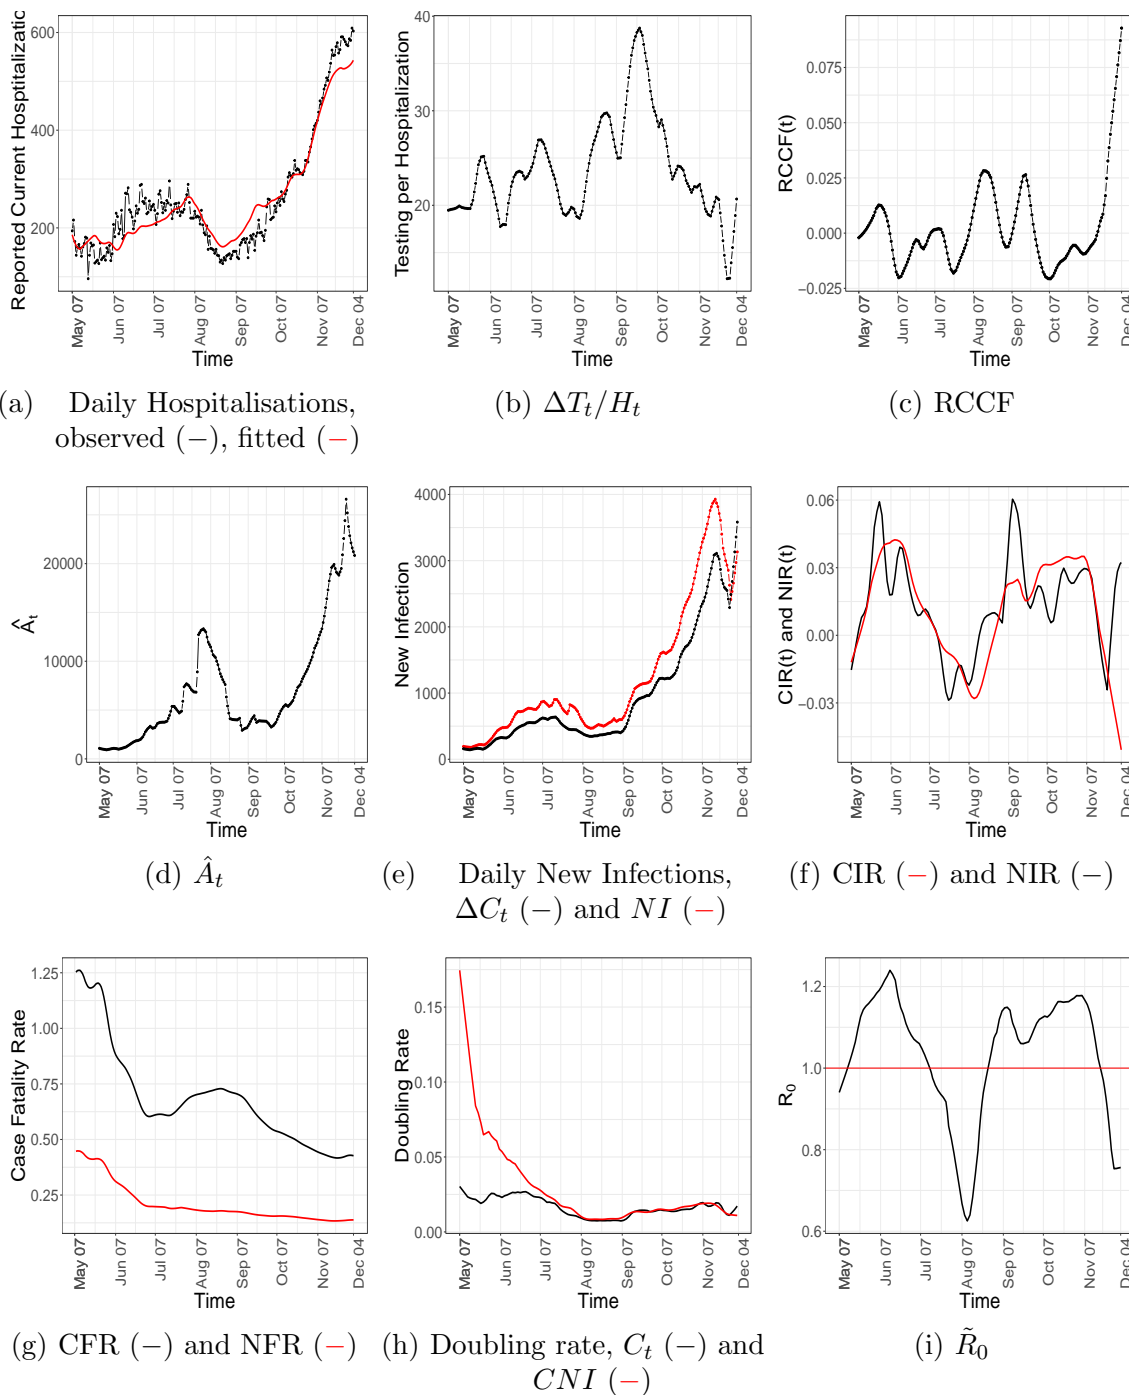 Reported Current Hosptitalizatic
600
400
200
May 07
Jun 07
Jul 07
Aug 07
Sep 07
Oct 07
Nov 07
Dec 04
Time
Testing per Hospitalization
40
30
20
May 07
Jun 07
Jul 07
Aug 07
Sep 07
Oct 07
Nov 07
Dec 04
Time
RCCF(t)
0.075
0.050
0.025
0.000
−0.025
May 07
Jun 07
Jul 07
Aug 07
Sep 07
Oct 07
Nov 07
Dec 04
Time
(a) Daily Hospitalisations,
observed (−), fitted (−)
(b) ΔT_t/H_t
(c) RCCF
Â_t
20000
10000
0
May 07
Jun 07
Jul 07
Aug 07
Sep 07
Oct 07
Nov 07
Dec 04
Time
New Infection
4000
3000
2000
1000
0
May 07
Jun 07
Jul 07
Aug 07
Sep 07
Oct 07
Nov 07
Dec 04
Time
CIR(t) and NIR(t)
0.06
0.03
0.00
−0.03
May 07
Jun 07
Jul 07
Aug 07
Sep 07
Oct 07
Nov 07
Dec 04
Time
(d) Â_t
(e) Daily New Infections,
ΔC_t (−) and NI (−)
(f) CIR (−) and NIR (−)
Case Fatality Rate
1.25
1.00
0.75
0.50
0.25
May 07
Jun 07
Jul 07
Aug 07
Sep 07
Oct 07
Nov 07
Dec 04
Time
Doubling Rate
0.15
0.10
0.05
0.00
May 07
Jun 07
Jul 07
Aug 07
Sep 07
Oct 07
Nov 07
Dec 04
Time
R_0
1.2
1.0
0.8
0.6
May 07
Jun 07
Jul 07
Aug 07
Sep 07
Oct 07
Nov 07
Dec 04
Time
(g) CFR (−) and NFR (−)
(h) Doubling rate, C_t (−) and
CNI (−)
(i) R̃_0